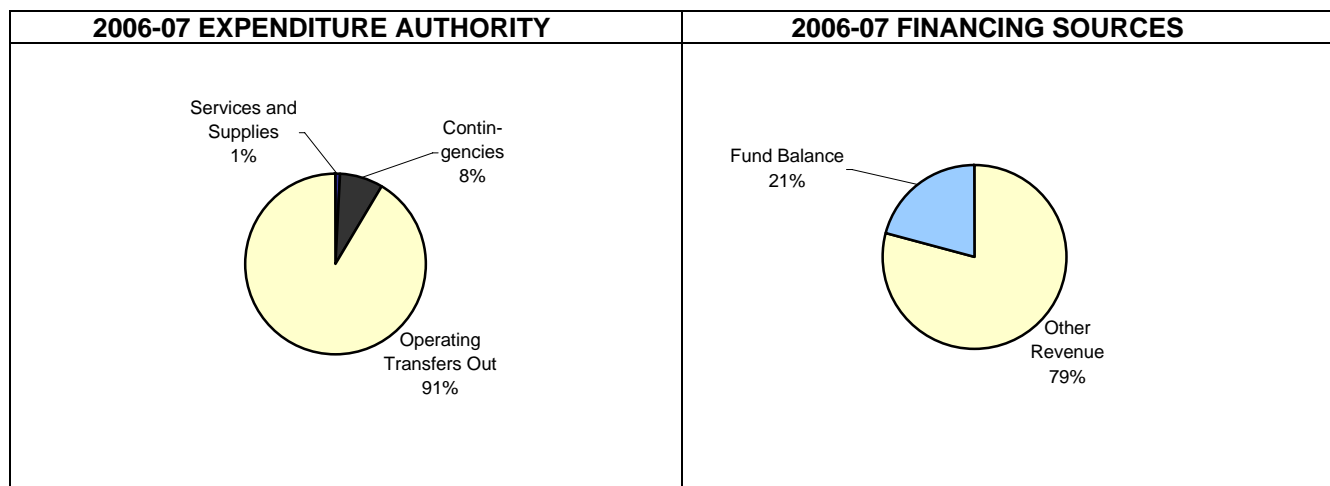 2006-07 EXPENDITURE AUTHORITY
Services and
Supplies
1%
Contin-
gencies
8%
Operating
Transfers Out
91%
2006-07 FINANCING SOURCES
Fund Balance
21%
Other
Revenue
79%